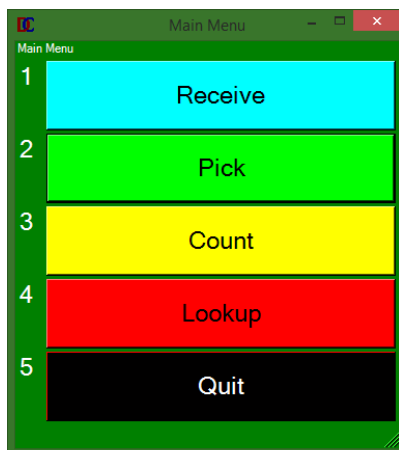 DC Main Menu
Main Menu
1 Receive
2 Pick
3 Count
4 Lookup
5 Quit